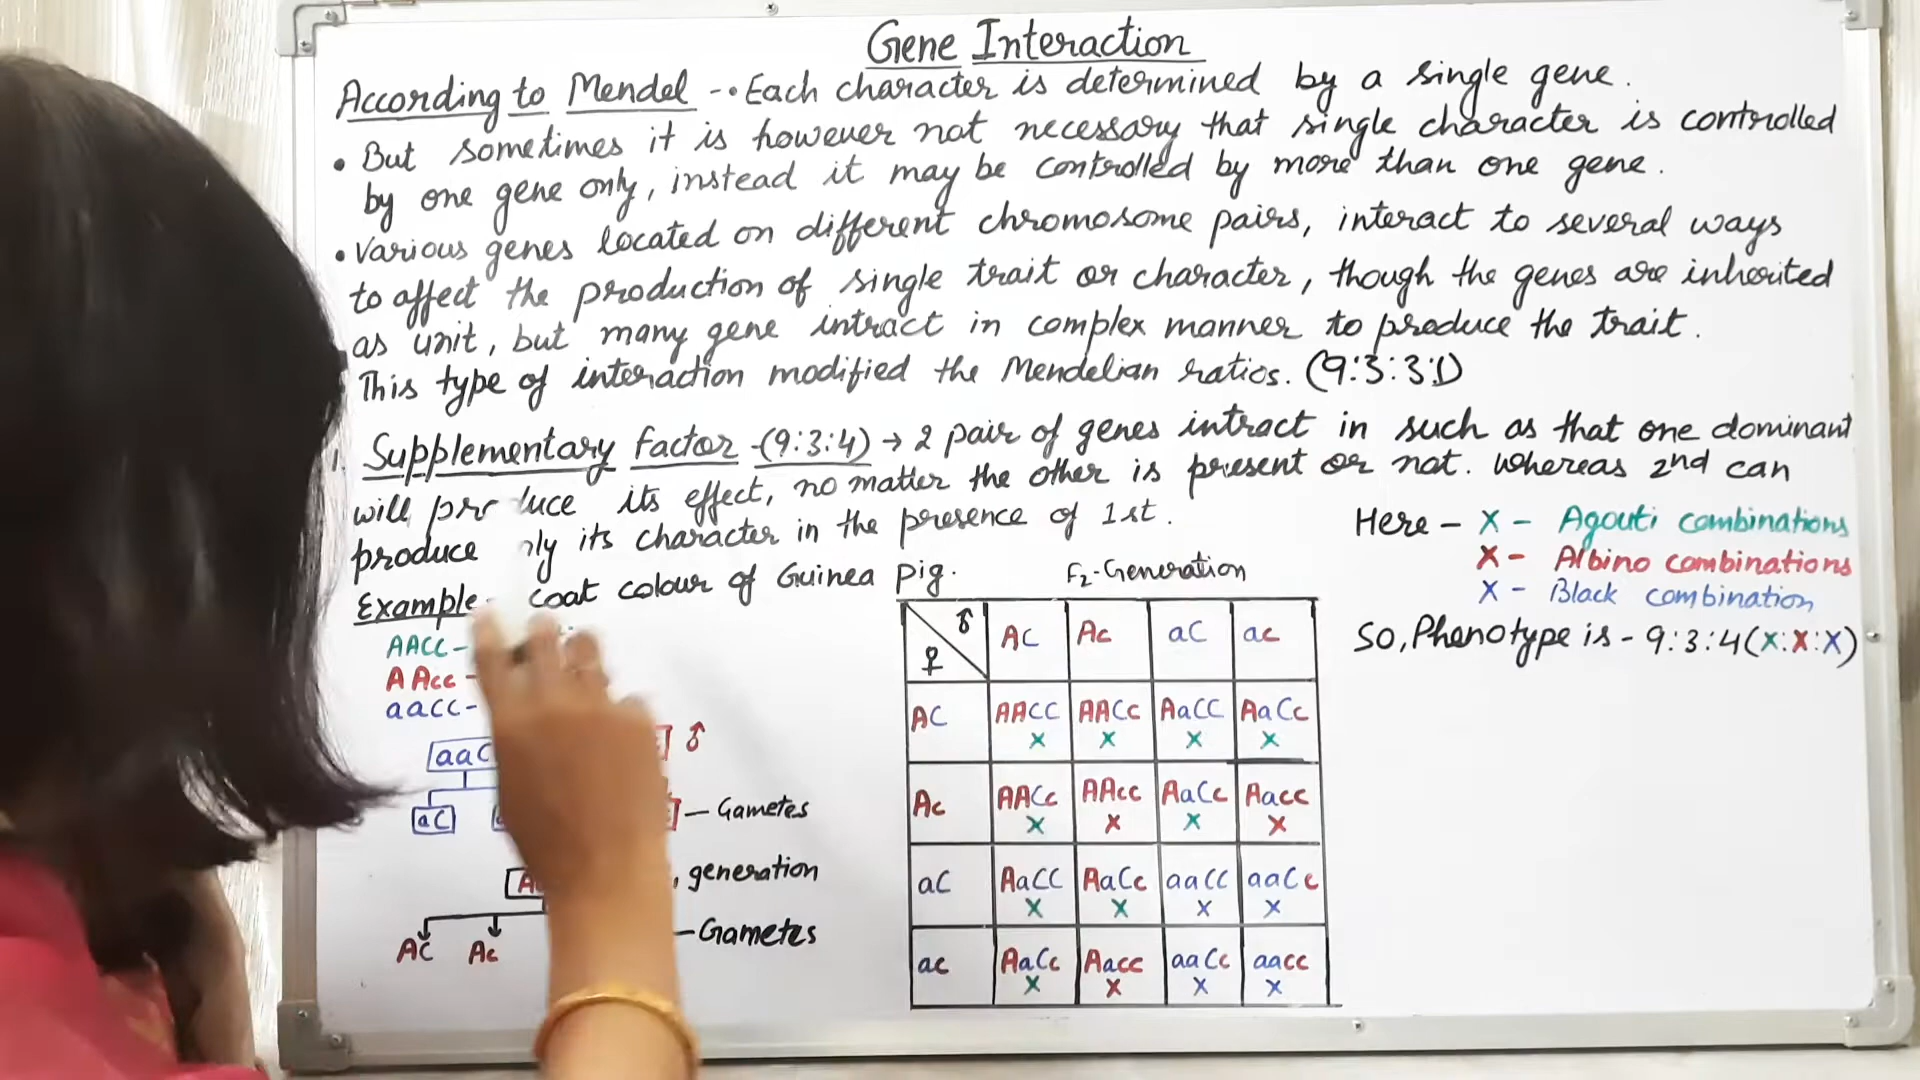 Gene Interaction
According to Mendel -• Each character is determined by a single gene.
• But sometimes it is however not necessary that single character is controlled
by one gene only, instead it may be controlled by more than one gene.
• Various genes located on different chromosome pairs, interact to several ways
to affect the production of single trait or character, though the genes are inherited
as unit, but many gene intract in complex manner to produce the trait.
This type of interaction modified the Mendelian ratios. (9:3:3:1)
1. Supplementary factor -(9:3:4) → 2 pair of genes intract in such as that one dominant
will produce its effect, no matter the other is present or not. Whereas 2nd can
produce its character in the presence of 1st.
Example- coat colour of Guinea pig.
AACC-
AAcc -
aaCC-
aaC ♂
aC — Gametes
generation
AC Ac — Gametes
F2-Generation
♂ ♀ AC Ac aC ac
AC AACC AACc AaCC AaCc
X X X X
Ac AACc AAcc AaCc Aacc
X X X X
aC AaCC AaCc aaCC aaCc
X X X X
ac AaCc Aacc aaCc aacc
X X X X
Here - X - Agouti combinations
X - Albino combinations
X - Black combination
So, Phenotype is - 9:3:4 (X:X:X)